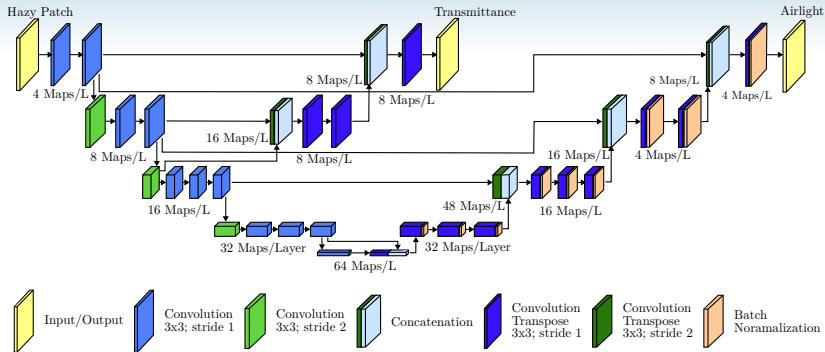 Hazy Patch
Transmittance
Airlight
4 Maps/L
8 Maps/L
8 Maps/L
8 Maps/L
4 Maps/L
8 Maps/L
16 Maps/L
8 Maps/L
16 Maps/L
4 Maps/L
16 Maps/L
48 Maps/L
16 Maps/L
32 Maps/Layer
32 Maps/Layer
64 Maps/L
Input/Output
Convolution
3x3; stride 1
Convolution
3x3; stride 2
Concatenation
Convolution
Transpose
3x3; stride 1
Convolution
Transpose
3x3; stride 2
Batch
Noramalization